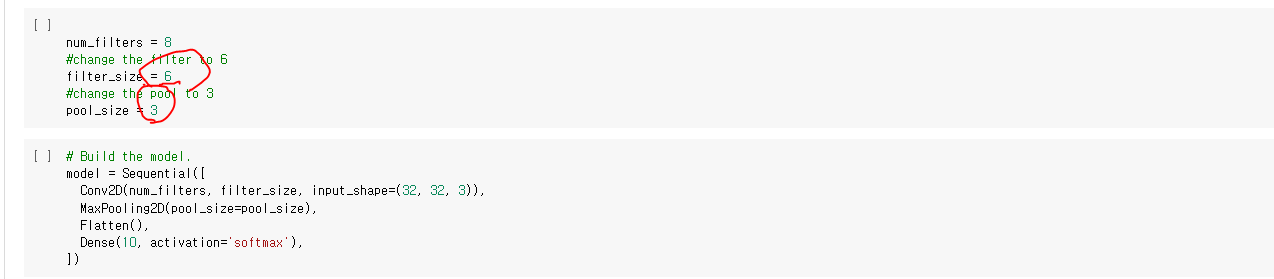 [ ]
num_filters = 8
#change the filter to 6
filter_size = 6
#change the pool to 3
pool_size = 3
[ ] # Build the model.
model = Sequential([
Conv2D(num_filters, filter_size, input_shape=(32, 32, 3)),
MaxPooling2D(pool_size=pool_size),
Flatten(),
Dense(10, activation='softmax'),
])